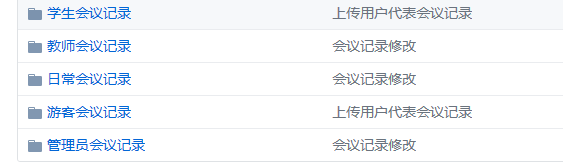 学生会议记录 上传用户代表会议记录
教师会议记录 会议记录修改
日常会议记录 会议记录修改
游客会议记录 上传用户代表会议记录
管理员会议记录 会议记录修改